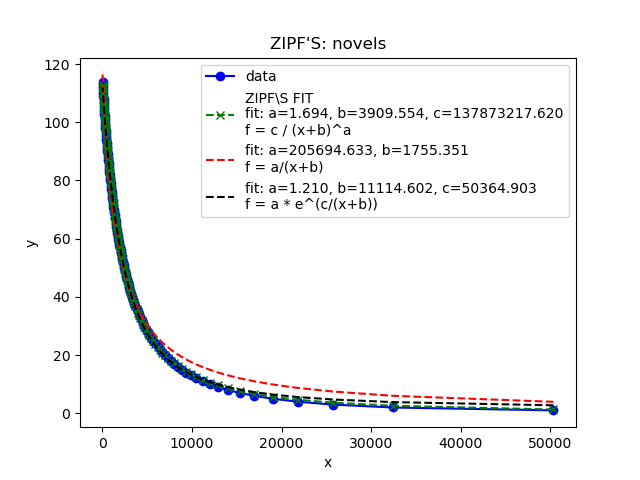 ZIPF'S: novels
120
100
80
60
40
20
0
y
data
ZIPF\S FIT
fit: a=1.694, b=3909.554, c=137873217.620
f = c / (x+b)^a
fit: a=205694.633, b=1755.351
f = a/(x+b)
fit: a=1.210, b=11114.602, c=50364.903
f = a * e^(c/(x+b))
0 10000 20000 30000 40000 50000
x